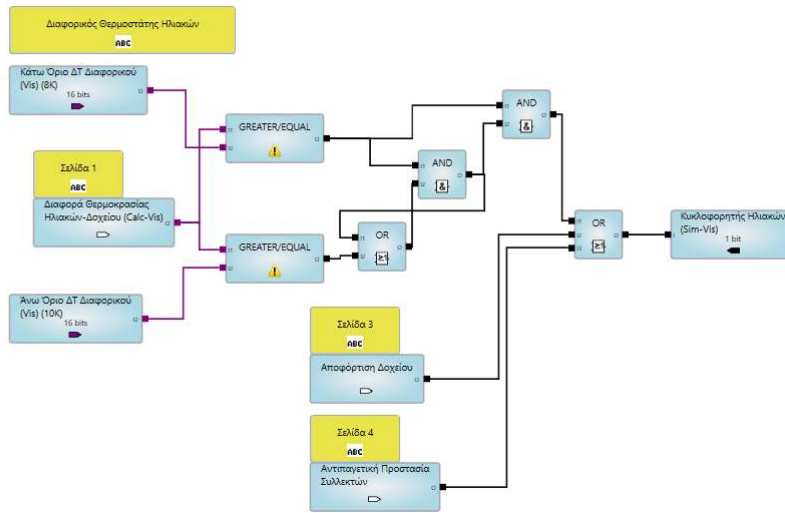 Διαφορικός Θερμοστάτης Ηλιακών
ABC
Κάτω Όριο ΔΤ Διαφορικού
(Vis) (8K)
16 bits
GREATER/EQUAL
AND
&
Σελίδα 1
ABC
Διαφορά Θερμοκρασίας
Ηλιακών-Δοχείου (Calc-Vis)
AND
&
GREATER/EQUAL
OR
≥1
OR
≥1
Κυκλοφορητής Ηλιακών
(Sim-Vis)
1 bit
Άνω Όριο ΔΤ Διαφορικού
(Vis) (10K)
16 bits
Σελίδα 3
ABC
Αποφόρτιση Δοχείου
Σελίδα 4
ABC
Αντιπαγετική Προστασία
Συλλεκτών